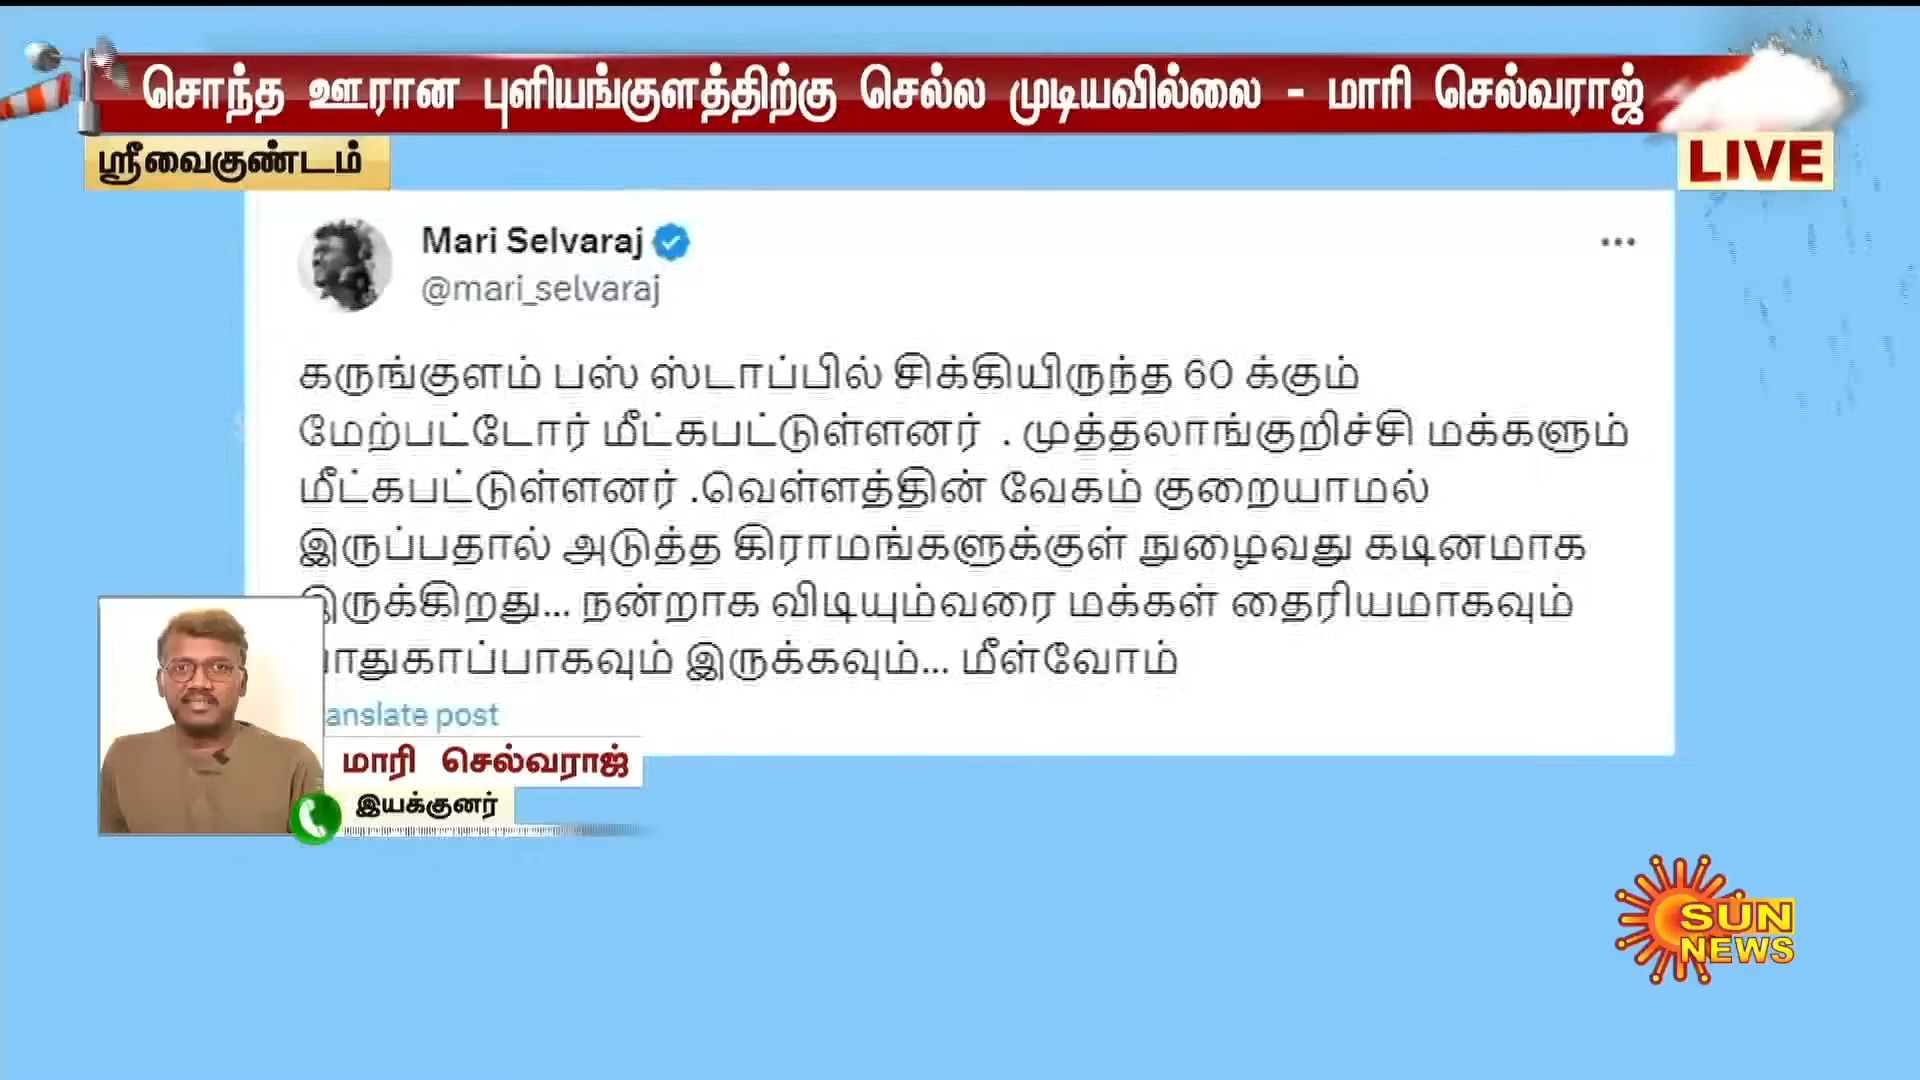 சொந்த ஊரான புளியங்குளத்திற்கு செல்ல முடியவில்லை - மாரி செல்வராஜ்
ஸ்ரீவைகுண்டம்
LIVE
Mari Selvaraj
@mari_selvaraj
கருங்குளம் பஸ் ஸ்டாப்பில் சிக்கியிருந்த 60 க்கும்
மேற்பட்டோர் மீட்கபட்டுள்ளனர் . முத்தலாங்குறிச்சி மக்களும்
மீட்கபட்டுள்ளனர் .வெள்ளத்தின் வேகம் குறையாமல்
இருப்பதால் அடுத்த கிராமங்களுக்குள் நுழைவது கடினமாக
இருக்கிறது... நன்றாக விடியும்வரை மக்கள் தைரியமாகவும்
பாதுகாப்பாகவும் இருக்கவும்... மீள்வோம்
anslate post
மாரி செல்வராஜ்
இயக்குனர்
SUN
NEWS